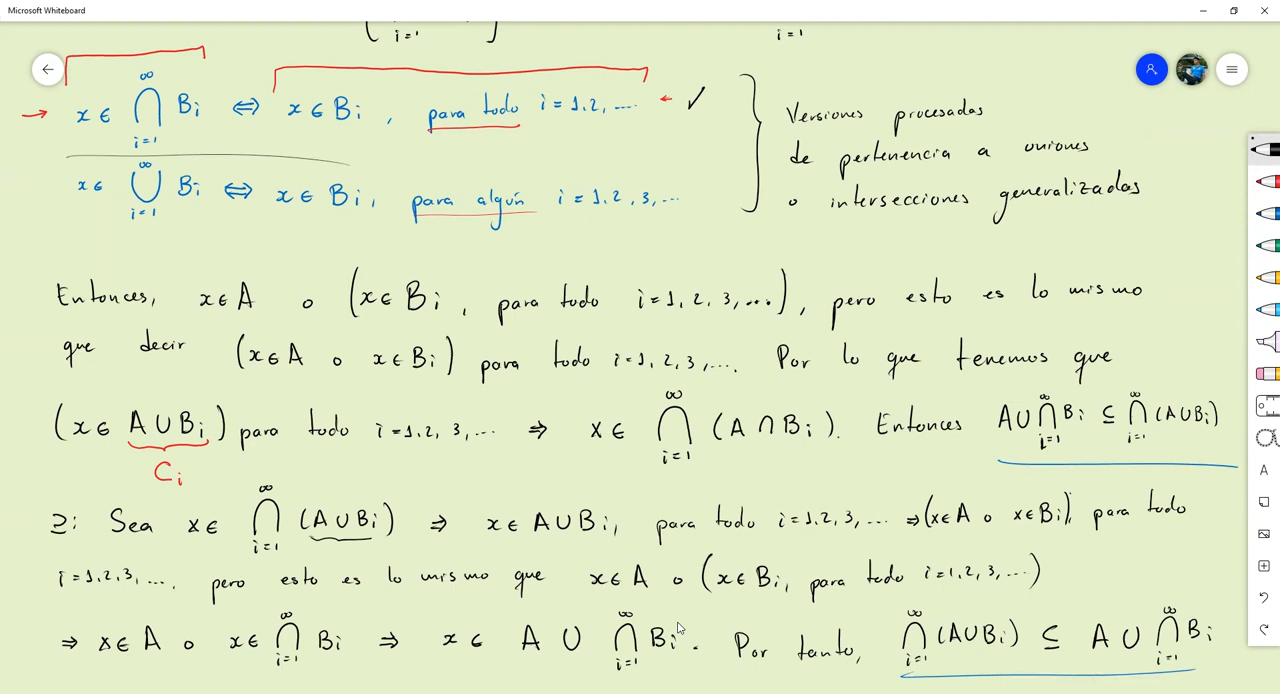 Microsoft Whiteboard
i=1 i=1
x ∈ ⋂_{i=1}^{∞} Bi ⇔ x ∈ Bi, para todo i=1,2,.... ✓
x ∈ ⋃_{i=1}^{∞} Bi ⇔ x ∈ Bi, para algún i=1,2,3,...
Versiones procesadas
de pertenencia a uniones
o intersecciones generalizadas
Entonces, x∈A o (x∈Bi, para todo i=1,2,3,....), pero esto es lo mismo
que decir (x∈A o x∈Bi) para todo i=1,2,3,.... Por lo que tenemos que
(x∈ A∪Bi) para todo i=1,2,3,... ⇒ x∈ ⋂_{i=1}^{∞} (A∩Bi). Entonces A∪⋂_{i=1}^{∞} Bi ⊆ ⋂_{i=1}^{∞} (A∪Bi)
Ci
⊇: Sea x∈ ⋂_{i=1}^{∞} (A∪Bi) ⇒ x∈A∪Bi, para todo i=1,2,3,... ⇒(x∈A o x∈Bi), para todo
i=1,2,3,..., pero esto es lo mismo que x∈A o (x∈Bi, para todo i=1,2,3,...)
⇒ x∈A o x∈ ⋂_{i=1}^{∞} Bi ⇒ x∈ A ∪ ⋂_{i=1}^{∞} Bi. Por tanto, ⋂_{i=1}^{∞} (A∪Bi) ⊆ A∪ ⋂_{i=1}^{∞} Bi
A